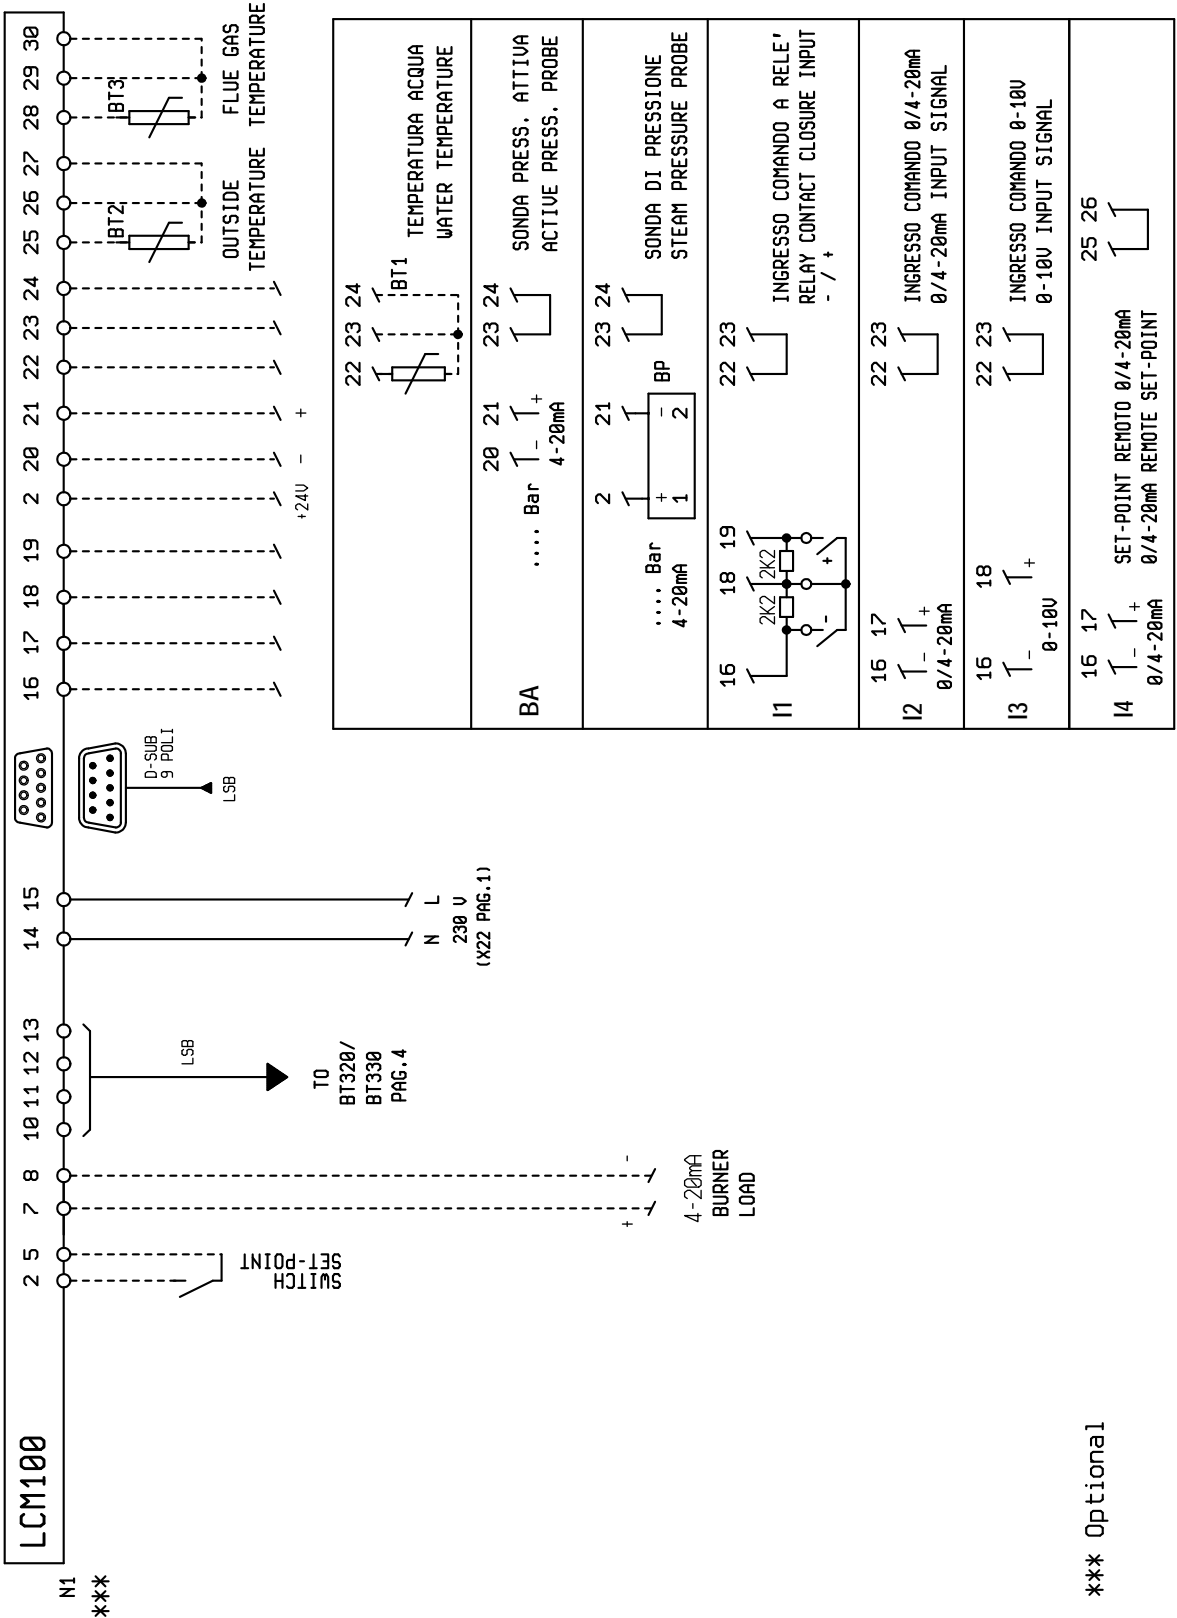 LCM100
N1
***
2 5 7 8 10 11 12 13 14 15 16 17 18 19 2 20 21 22 23 24 25 26 27 28 29 30
SWITCH
SET-POINT
+ -
4-20mA
BURNER
LOAD
LSB
TO
BT320/
BT330
PAG.4
N L
230 V
(X22 PAG.1)
D-SUB
9 POLI
LSB
+24V - +
BT2
OUTSIDE
TEMPERATURE
BT3
FLUE GAS
TEMPERATURE
22 23 24
BT1
TEMPERATURA ACQUA
WATER TEMPERATURE
BA
.... Bar
20 21 23 24
- +
4-20mA
SONDA PRESS. ATTIVA
ACTIVE PRESS. PROBE
2 21 23 24
+ -
1 2
BP
.... Bar
4-20mA
SONDA DI PRESSIONE
STEAM PRESSURE PROBE
I1
16 18 19 22 23
2K2 2K2
- +
INGRESSO COMANDO A RELE'
RELAY CONTACT CLOSURE INPUT
- / +
I2
16 17 22 23
- +
0/4-20mA
INGRESSO COMANDO 0/4-20mA
0/4-20mA INPUT SIGNAL
I3
16 18 22 23
- +
0-10V
INGRESSO COMANDO 0-10V
0-10V INPUT SIGNAL
I4
16 17 25 26
- +
0/4-20mA
SET-POINT REMOTO 0/4-20mA
0/4-20mA REMOTE SET-POINT
*** Optional